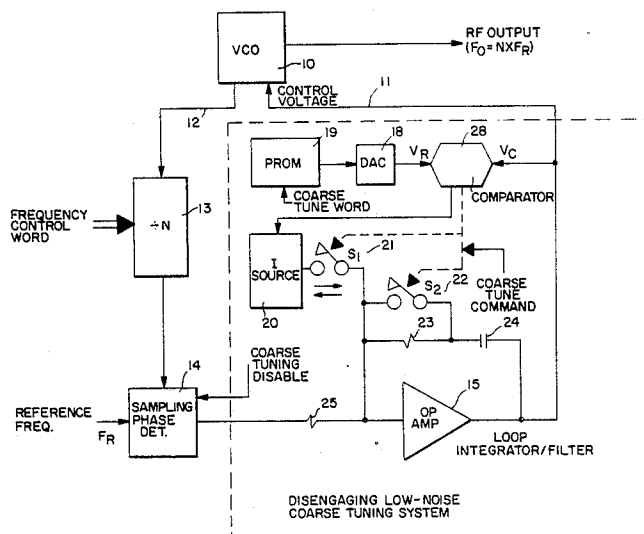 VCO
10
RF OUTPUT
(FO = NXFR)
CONTROL
VOLTAGE
11
12
19
18
28
PROM
DAC
VR
VC
COMPARATOR
COARSE
TUNE WORD
FREQUENCY
CONTROL
WORD
÷N
13
I
SOURCE
20
S1
21
S2
22
COARSE
TUNE
COMMAND
23
24
14
COARSE
TUNING
DISABLE
SAMPLING
PHASE
DET.
REFERENCE
FREQ.
FR
25
15
OP
AMP
LOOP
INTEGRATOR/FILTER
DISENGAGING LOW-NOISE
COARSE TUNING SYSTEM